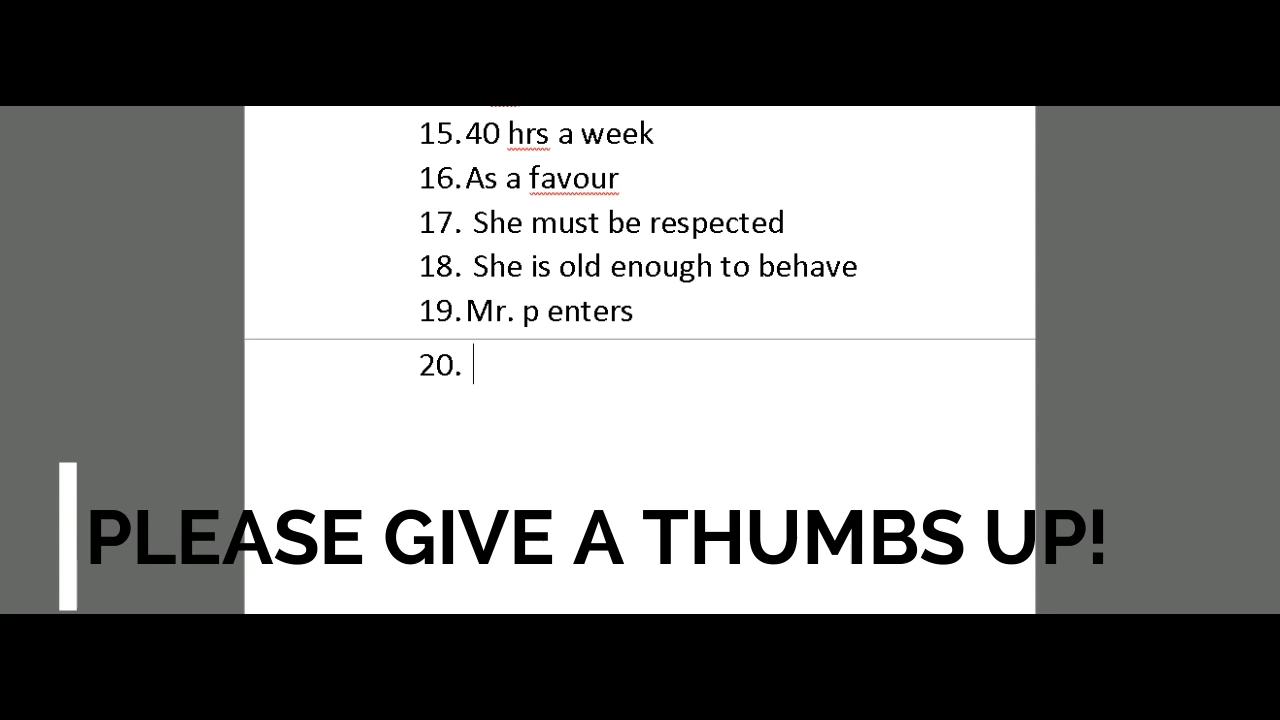 15. 40 hrs a week
16. As a favour
17. She must be respected
18. She is old enough to behave
19. Mr. p enters
20.
PLEASE GIVE A THUMBS UP!